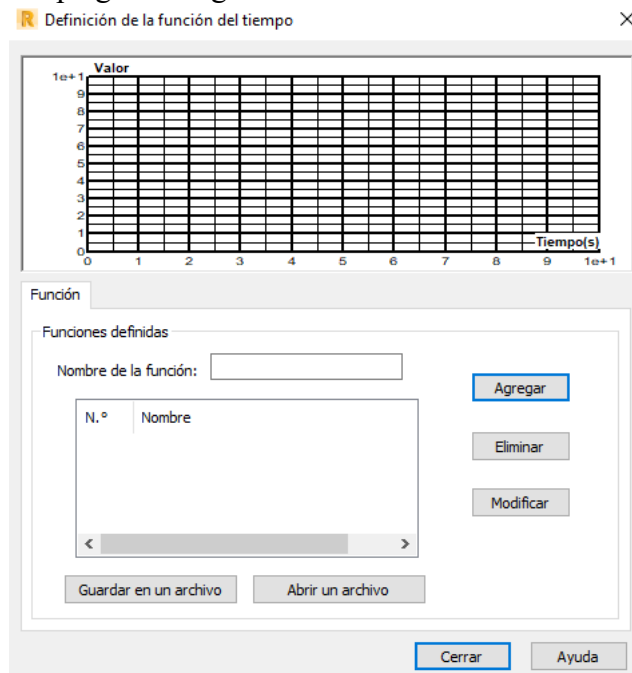 R Definición de la función del tiempo
Valor
1e+1
9
8
7
6
5
4
3
2
1
0
Tiempo(s)
0 1 2 3 4 5 6 7 8 9 1e+1
Función
Funciones definidas
Nombre de la función:
Agregar
N.º Nombre
Eliminar
Modificar
Guardar en un archivo Abrir un archivo
Cerrar Ayuda